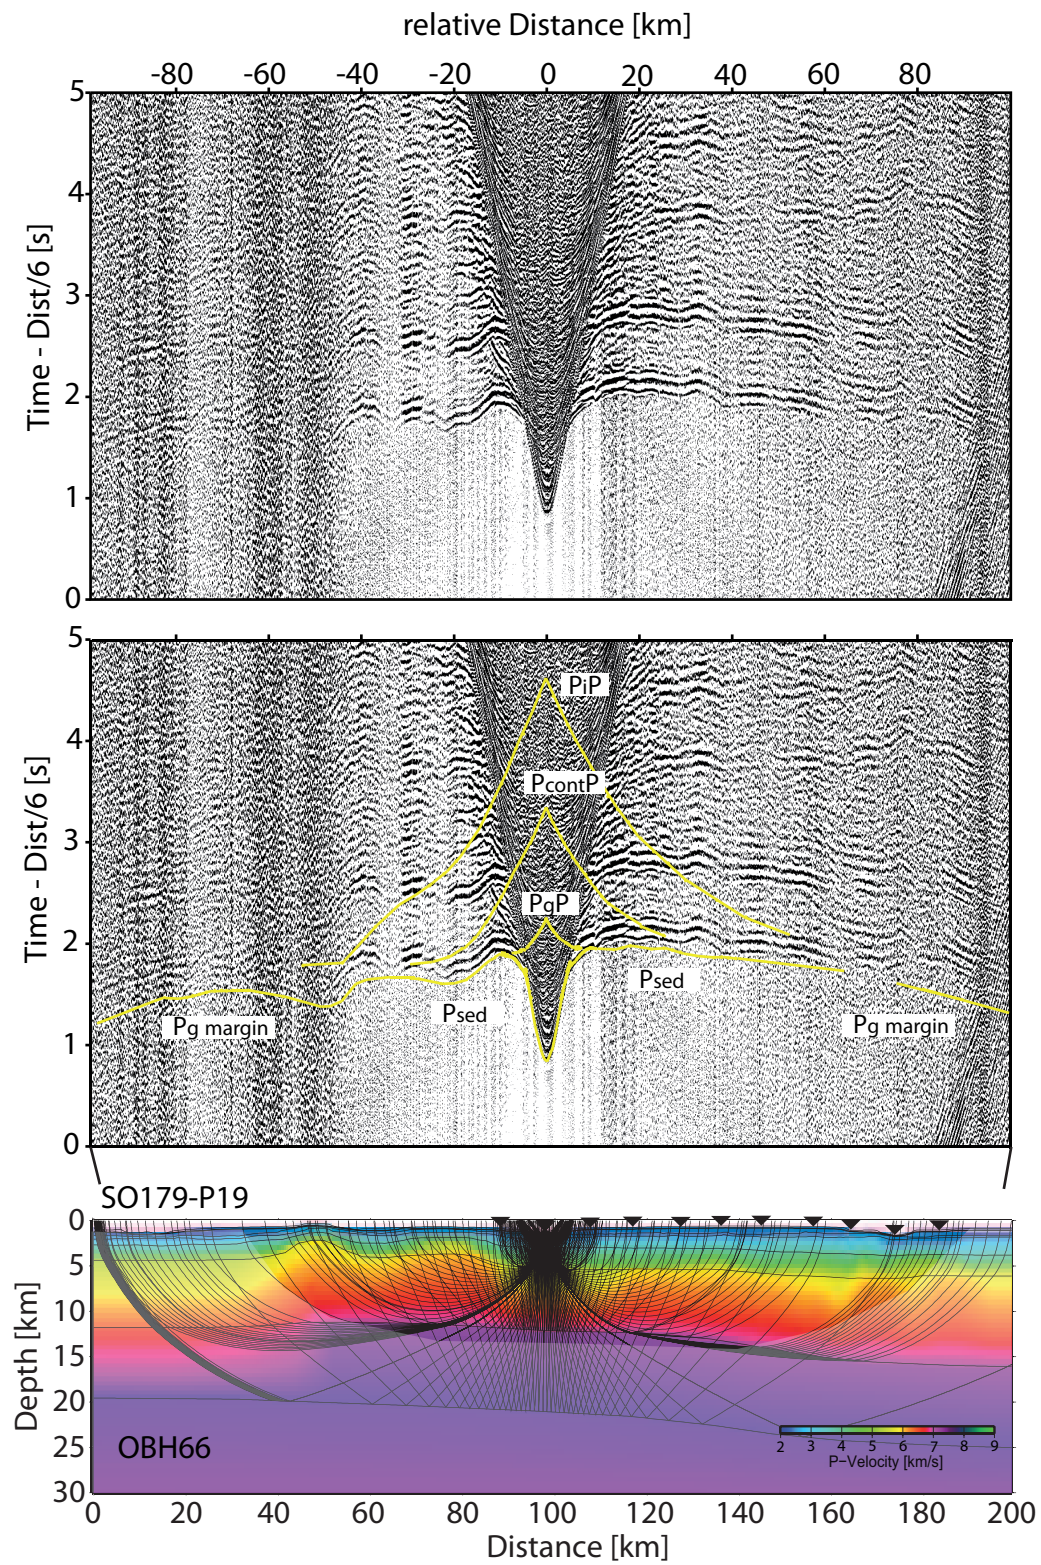 relative Distance [km]
-80 -60 -40 -20 0 20 40 60 80
5
4
3
2
1
0
Time - Dist/6 [s]
5
4
3
2
1
0
Time - Dist/6 [s]
PiP
PcontP
PgP
Psed
Psed
Pg margin
Pg margin
SO179-P19
0
5
10
15
20
25
30
Depth [km]
OBH66
2 3 4 5 6 7 8 9
P-Velocity [km/s]
0 20 40 60 80 100 120 140 160 180 200
Distance [km]